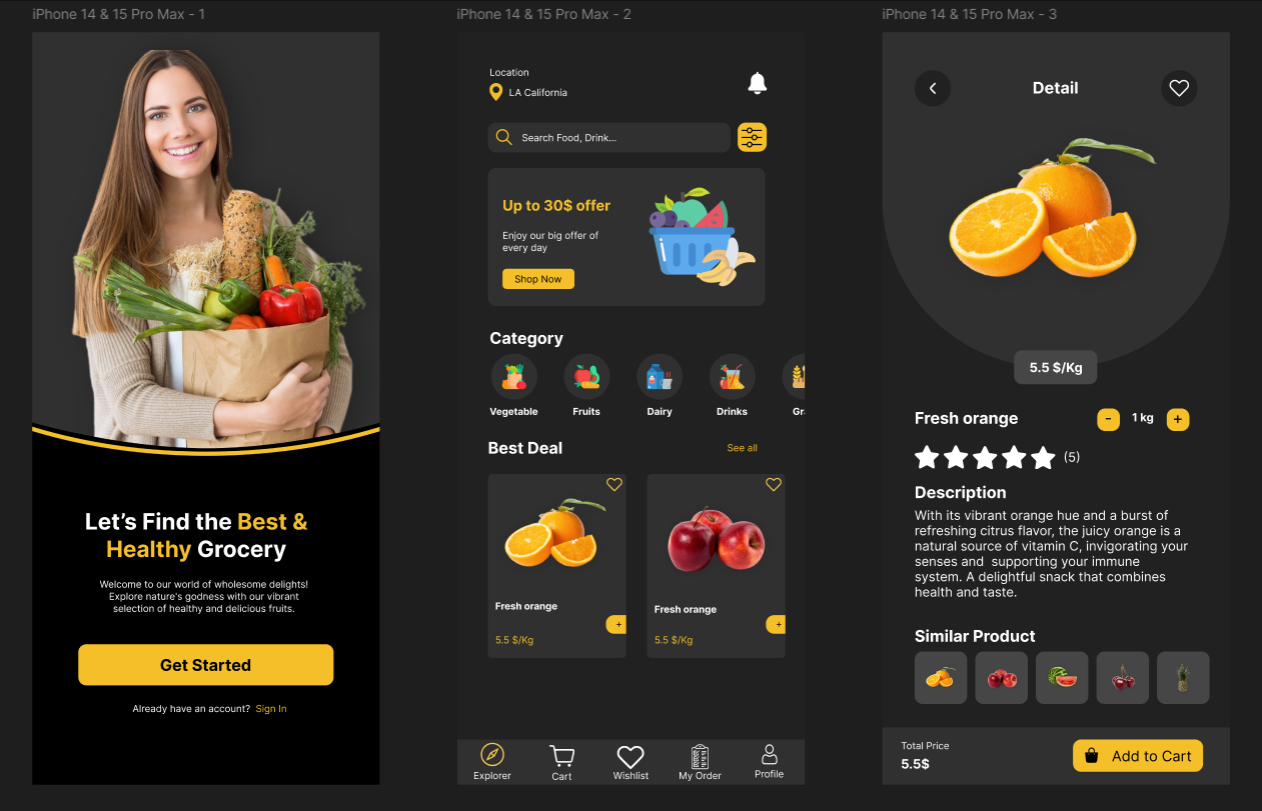 iPhone 14 & 15 Pro Max - 1
Let's Find the Best &
Healthy Grocery
Welcome to our world of wholesome delights!
Explore nature's godness with our vibrant
selection of healthy and delicious fruits.
Get Started
Already have an account? Sign In
iPhone 14 & 15 Pro Max - 2
Location
LA California
Search Food, Drink...
Up to 30$ offer
Enjoy our big offer of
every day
Shop Now
Category
Vegetable Fruits Dairy Drinks Gr
Best Deal See all
Fresh orange
+
5.5 $/Kg
Fresh orange
+
5.5 $/Kg
Explorer Cart Wishlist My Order Profile
iPhone 14 & 15 Pro Max - 3
Detail
5.5 $/Kg
Fresh orange - 1 kg +
(5)
Description
With its vibrant orange hue and a burst of
refreshing citrus flavor, the juicy orange is a
natural source of vitamin C, invigorating your
senses and  supporting your immune
system. A delightful snack that combines
health and taste.
Similar Product
Total Price
5.5$
Add to Cart